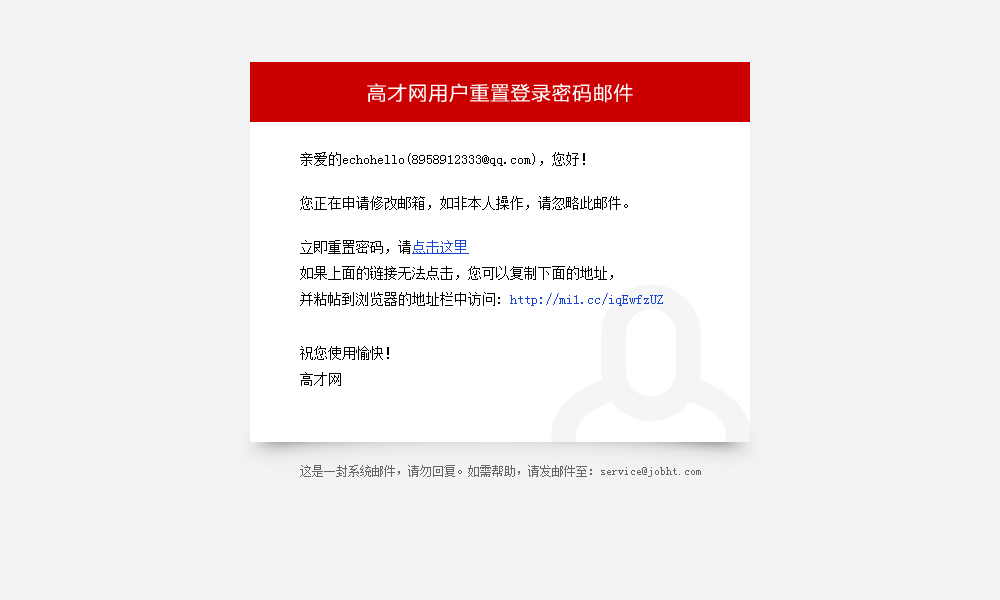 高才网用户重置登录密码邮件
亲爱的echohello(8958912333@qq.com)，您好！
您正在申请修改邮箱，如非本人操作，请忽略此邮件。
立即重置密码，请点击这里
如果上面的链接无法点击，您可以复制下面的地址，
并粘帖到浏览器的地址栏中访问：http://mi1.cc/iqEwfzUZ
祝您使用愉快！
高才网
这是一封系统邮件，请勿回复。如需帮助，请发邮件至：service@jobht.com